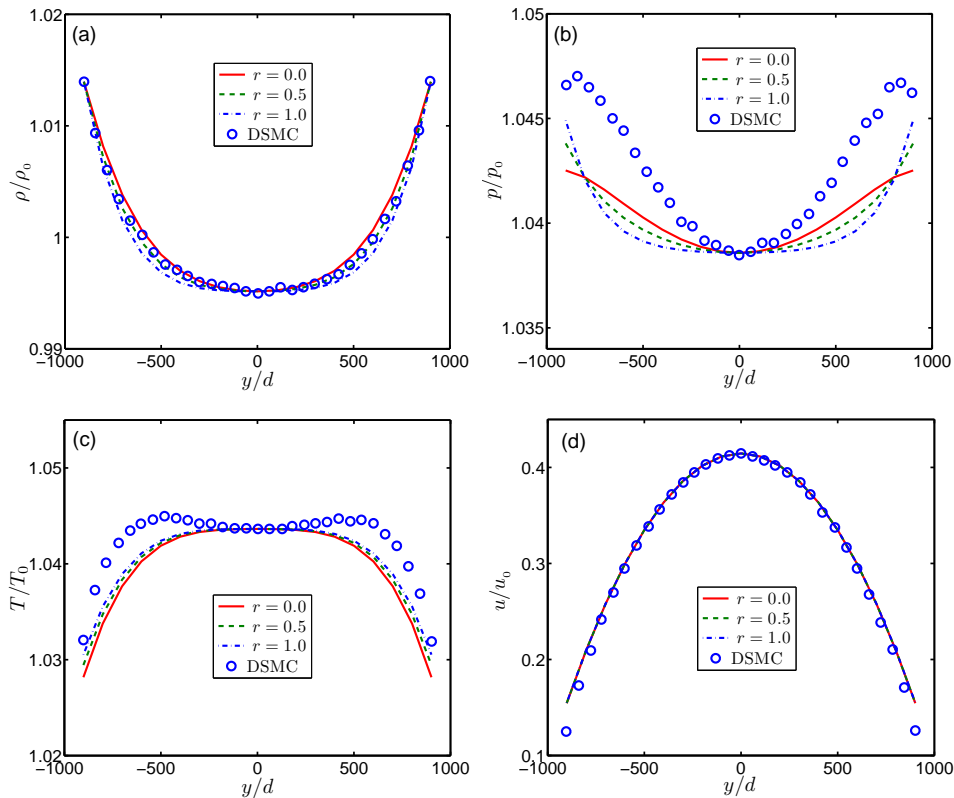 (a)
1.02
1.01
1
0.99
ρ/ρ₀
r = 0.0
r = 0.5
r = 1.0
DSMC
−1000 −500 0 500 1000
y/d
(b)
1.055
1.045
1.04
1.035
p/p₀
r = 0.0
r = 0.5
r = 1.0
DSMC
−1000 −500 0 500 1000
y/d
(c)
1.05
1.04
1.03
1.02
T/T₀
r = 0.0
r = 0.5
r = 1.0
DSMC
−1000 −500 0 500 1000
y/d
(d)
0.4
0.3
0.2
0.1
u/u₀
r = 0.0
r = 0.5
r = 1.0
DSMC
−1000 −500 0 500 1000
y/d